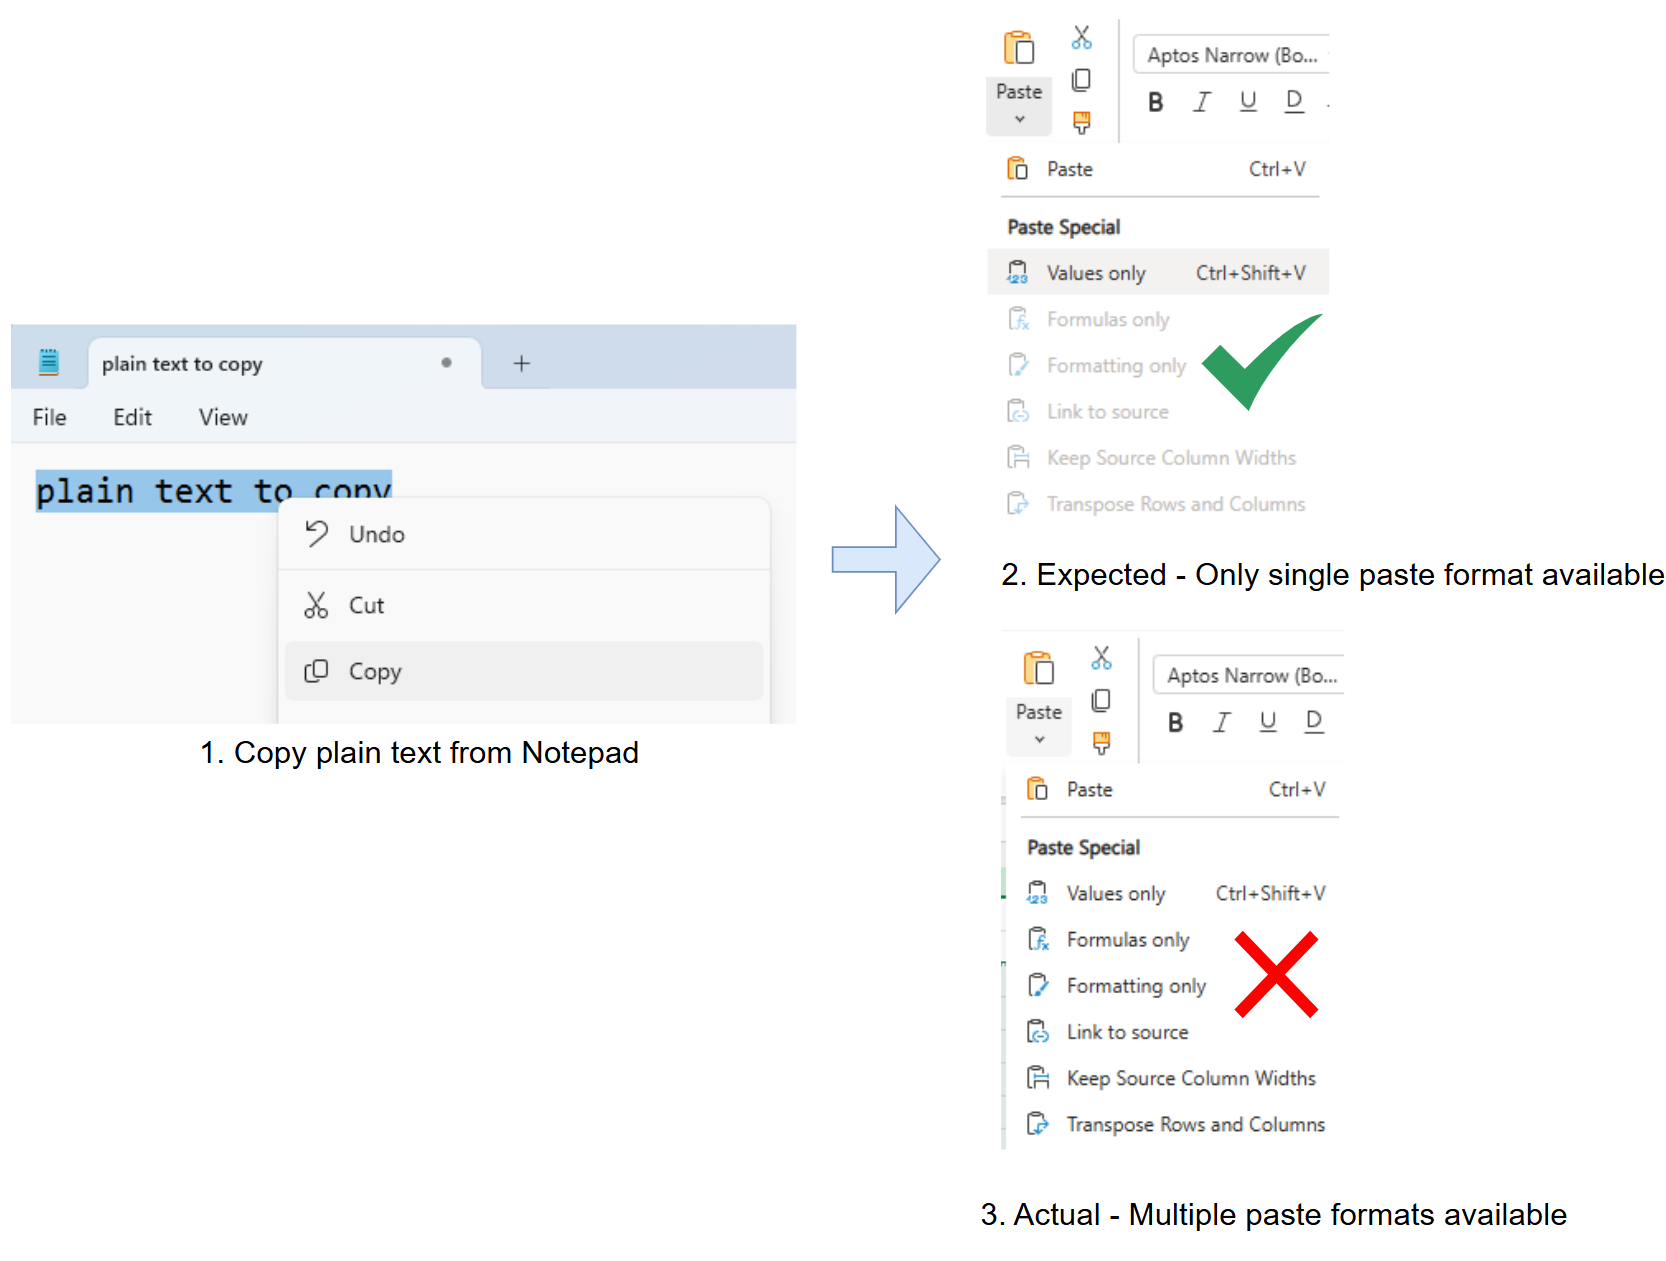 plain text to copy
File Edit View
plain text to copy
Undo
Cut
Copy
1. Copy plain text from Notepad
Paste
Aptos Narrow (Bo...
B I U D
Paste Ctrl+V
Paste Special
Values only Ctrl+Shift+V
Formulas only
Formatting only
Link to source
Keep Source Column Widths
Transpose Rows and Columns
2. Expected - Only single paste format available
Paste
Aptos Narrow (Bo...
B I U D
Paste Ctrl+V
Paste Special
Values only Ctrl+Shift+V
Formulas only
Formatting only
Link to source
Keep Source Column Widths
Transpose Rows and Columns
3. Actual - Multiple paste formats available